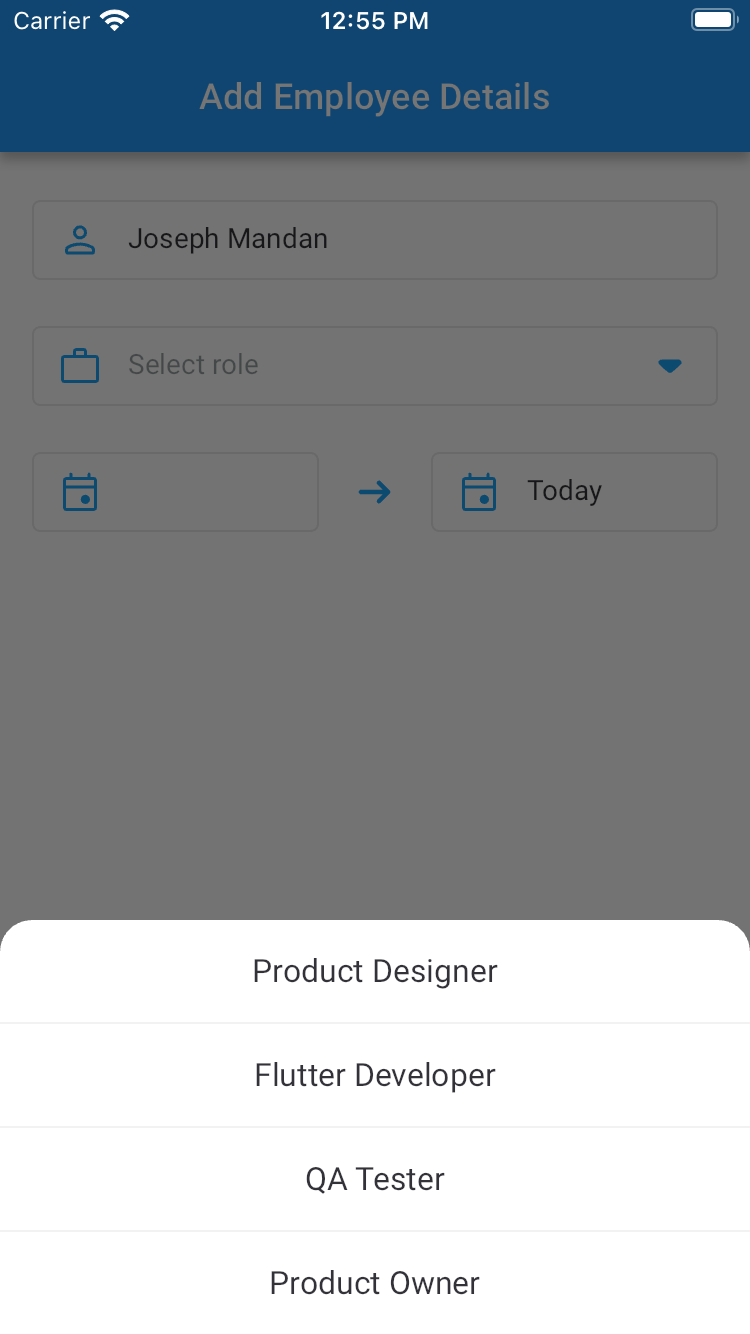 Carrier 12:55 PM
Add Employee Details
Joseph Mandan
Select role
Today
Product Designer
Flutter Developer
QA Tester
Product Owner